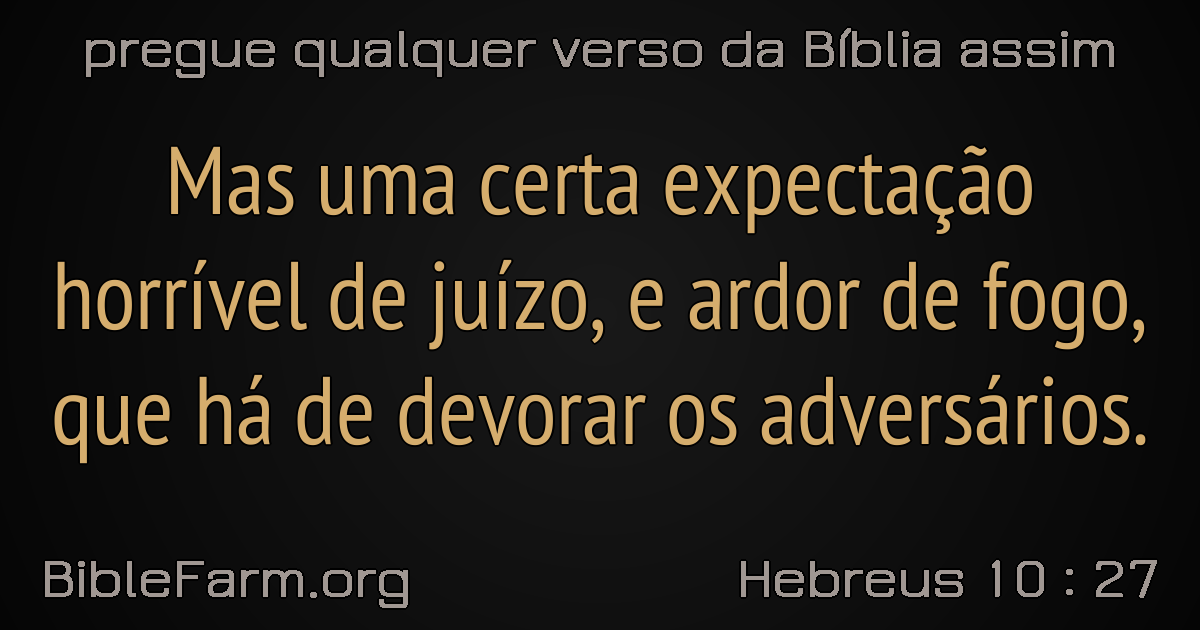 pregue qualquer verso da Bíblia assim
Mas uma certa expectação
horrível de juízo, e ardor de fogo,
que há de devorar os adversários.
BibleFarm.org
Hebreus 10 : 27